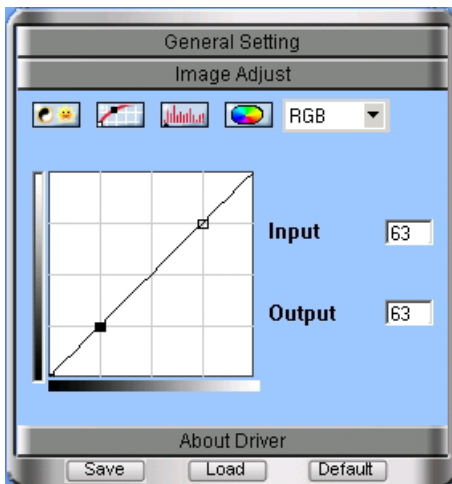 General Setting
Image Adjust
RGB
Input 63
Output 63
About Driver
Save Load Default